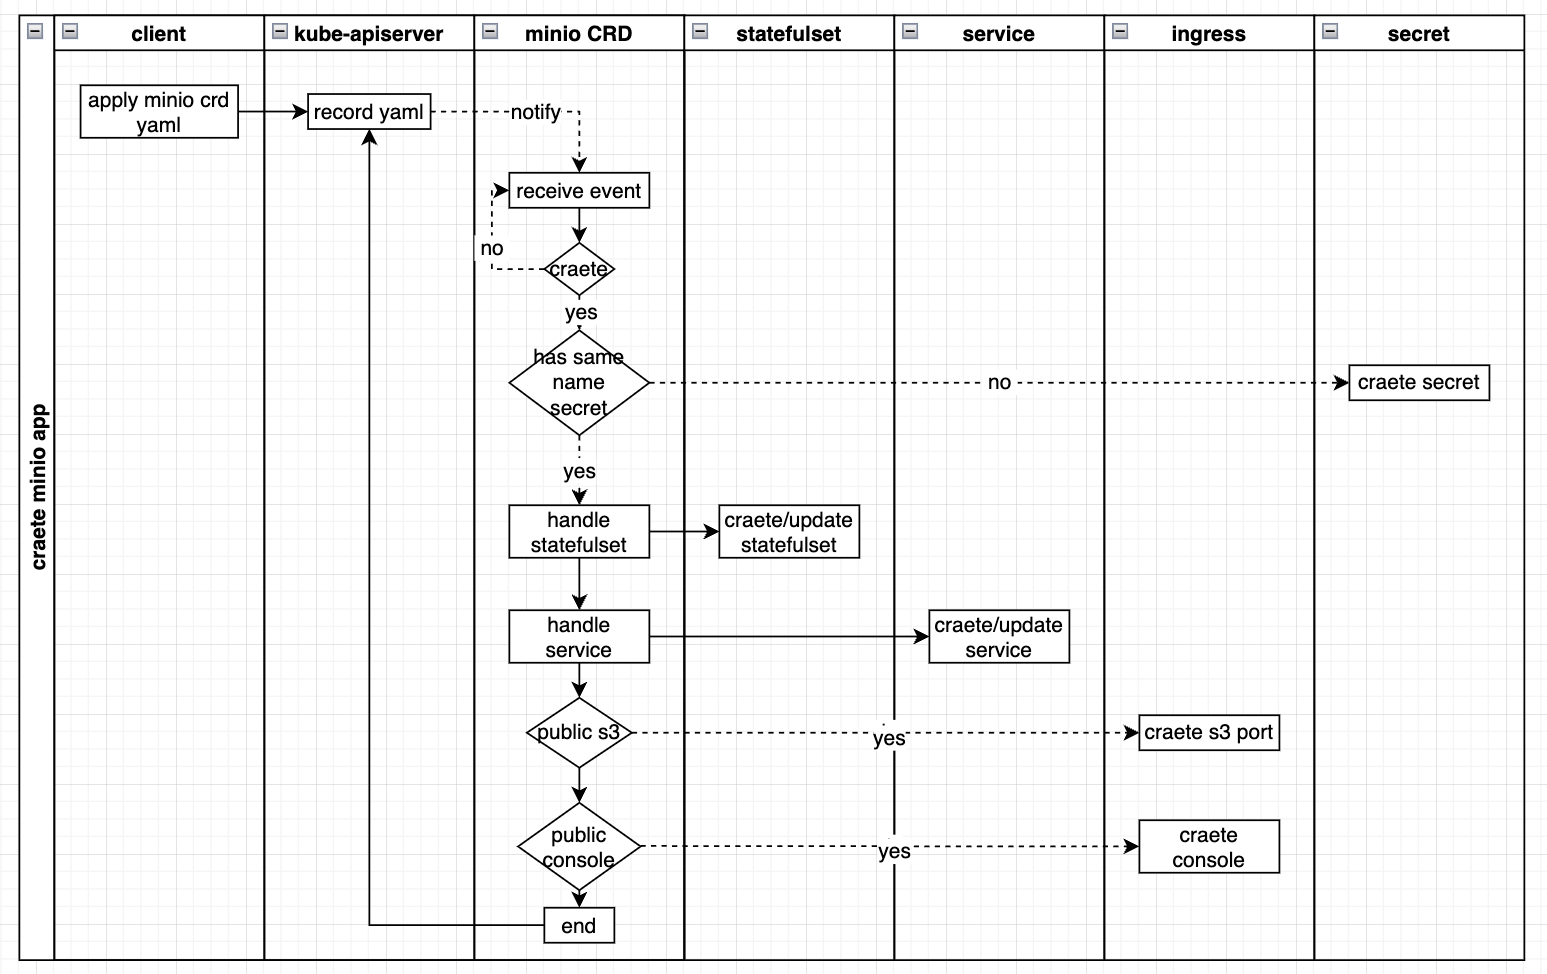 client
kube-apiserver
minio CRD
statefulset
service
ingress
secret
craete minio app
apply minio crd
yaml
record yaml
notify
receive event
no
craete
yes
has same
name
secret
no
craete secret
yes
handle
statefulset
craete/update
statefulset
handle
service
craete/update
service
public s3
yes
craete s3 port
public
console
yes
craete
console
end